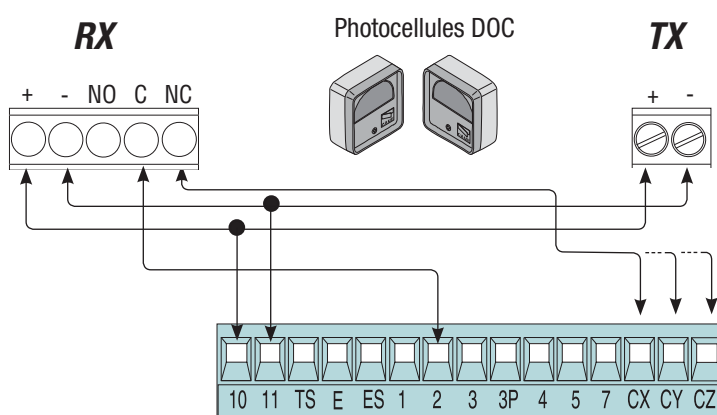 RX
Photocellules DOC
TX
+ - NO C NC
+ -
10 11 TS E ES 1 2 3 3P 4 5 7 CX CY CZ